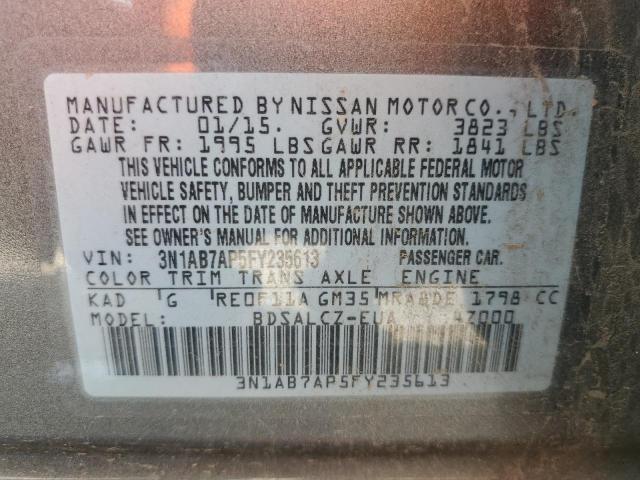 MANUFACTURED BY NISSAN MOTOR CO., LTD.
DATE: 01/15. GVWR: 3823 LBS
GAWR FR: 1995 LBS GAWR RR: 1841 LBS
THIS VEHICLE CONFORMS TO ALL APPLICABLE FEDERAL MOTOR
VEHICLE SAFETY, BUMPER AND THEFT PREVENTION STANDARDS
IN EFFECT ON THE DATE OF MANUFACTURE SHOWN ABOVE.
SEE OWNER'S MANUAL FOR ADDITIONAL INFORMATION.
VIN: 3N1AB7AP5FY235613 PASSENGER CAR.
COLOR TRIM TRANS AXLE ENGINE
KAD G RE0F11A GM35 MRA8DE 1798 CC
MODEL: BDSALCZ-EUA 4Z000
3N1AB7AP5FY235613